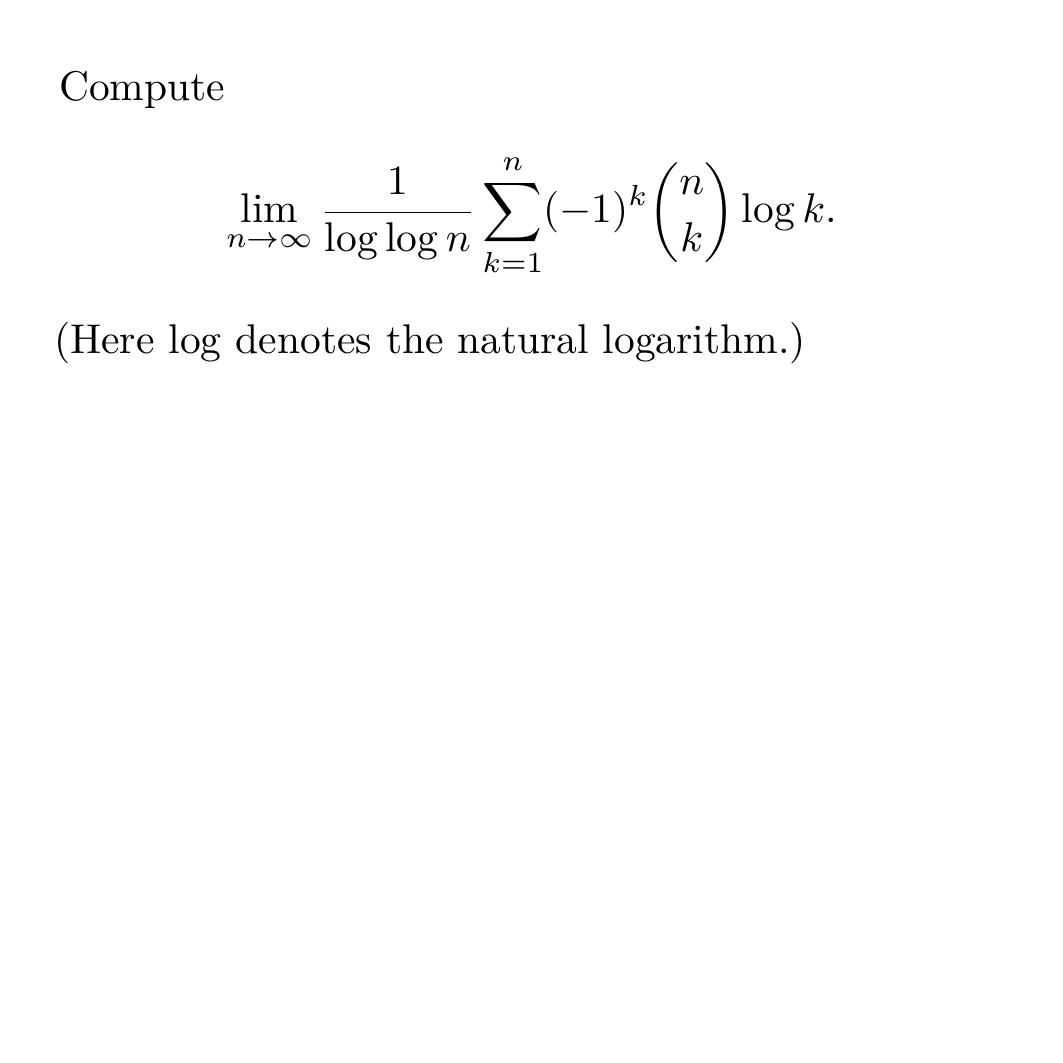 Compute
\lim_{n \to \infty} \frac{1}{\log \log n} \sum_{k=1}^{n} (-1)^k \binom{n}{k} \log k.
(Here log denotes the natural logarithm.)